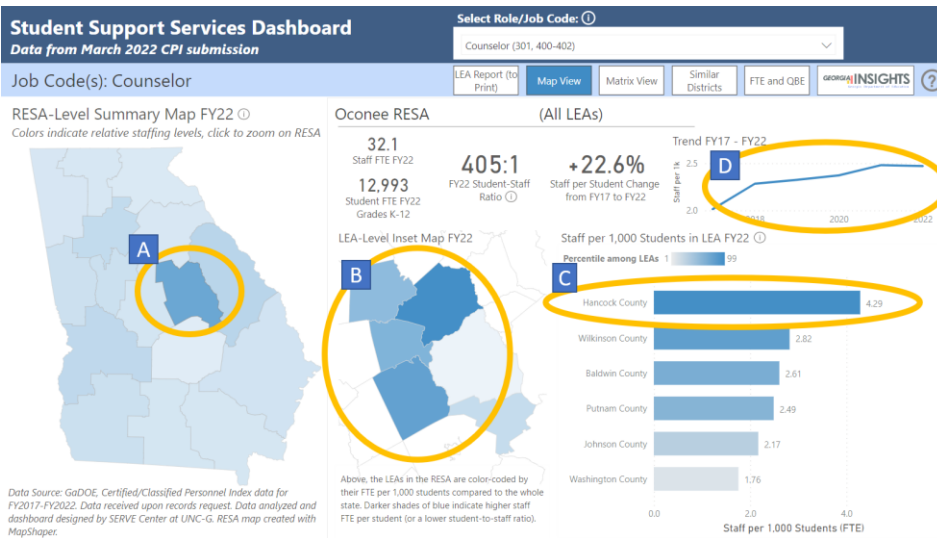 Student Support Services Dashboard
Data from March 2022 CPI submission
Select Role/Job Code: ⓘ
Counselor (301, 400-402)
Job Code(s): Counselor
LEA Report (to Print)
Map View
Matrix View
Similar Districts
FTE and QBE
GEORGIA INSIGHTS
?
RESA-Level Summary Map FY22 ⓘ
Colors indicate relative staffing levels, click to zoom on RESA
A
Data Source: GaDOE, Certified/Classified Personnel Index data for
FY2017-FY2022. Data received upon records request. Data analyzed and
dashboard designed by SERVE Center at UNC-G. RESA map created with
MapShaper.
Oconee RESA
(All LEAs)
32.1
Staff FTE FY22
12,993
Student FTE FY22
Grades K-12
405:1
FY22 Student-Staff
Ratio ⓘ
+22.6%
Staff per Student Change
from FY17 to FY22
Trend FY17 - FY22
D
Staff per 1k
2.5
2.0
2018
2020
2022
LEA-Level Inset Map FY22
B
Above, the LEAs in the RESA are color-coded by
their FTE per 1,000 students compared to the whole
state. Darker shades of blue indicate higher staff
FTE per student (or a lower student-to-staff ratio).
Staff per 1,000 Students in LEA FY22 ⓘ
Percentile among LEAs 1 99
C
Hancock County 4.29
Wilkinson County 2.82
Baldwin County 2.61
Putnam County 2.49
Johnson County 2.17
Washington County 1.76
0.0 2.0 4.0
Staff per 1,000 Students (FTE)